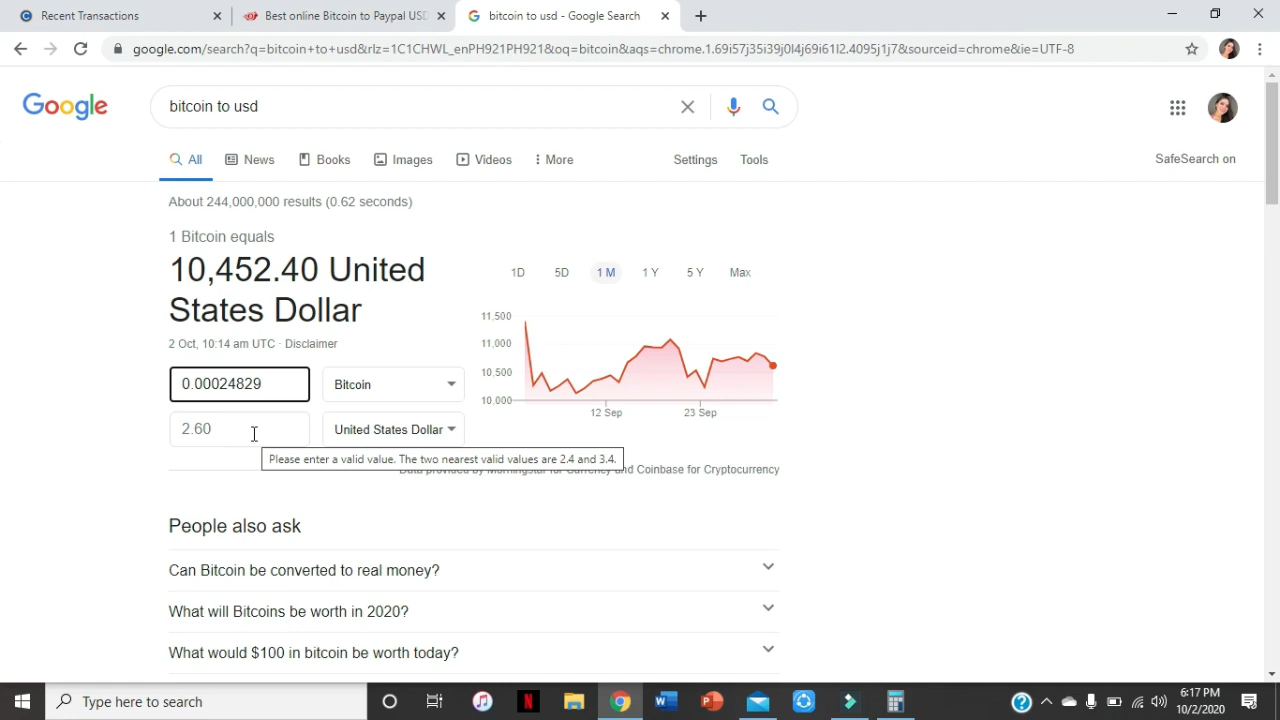 Recent Transactions
Best online Bitcoin to Paypal USD
bitcoin to usd - Google Search
google.com/search?q=bitcoin+to+usd&rlz=1C1CHWL_enPH921PH921&oq=bitcoin&aqs=chrome.1.69i57j35i39j0l4j69i61l2.4095j1j7&sourceid=chrome&ie=UTF-8
Google
bitcoin to usd
All
News
Books
Images
Videos
More
Settings
Tools
SafeSearch on
About 244,000,000 results (0.62 seconds)
1 Bitcoin equals
10,452.40 United
States Dollar
2 Oct, 10:14 am UTC · Disclaimer
0.00024829
Bitcoin
2.60
United States Dollar
1D
5D
1 M
1 Y
5 Y
Max
11,500
11,000
10,500
10,000
12 Sep
23 Sep
Please enter a valid value. The two nearest valid values are 2.4 and 3.4.
Data provided by Morningstar for Currency and Coinbase for Cryptocurrency
People also ask
Can Bitcoin be converted to real money?
What will Bitcoins be worth in 2020?
What would $100 in bitcoin be worth today?
Type here to search
6:17 PM
10/2/2020